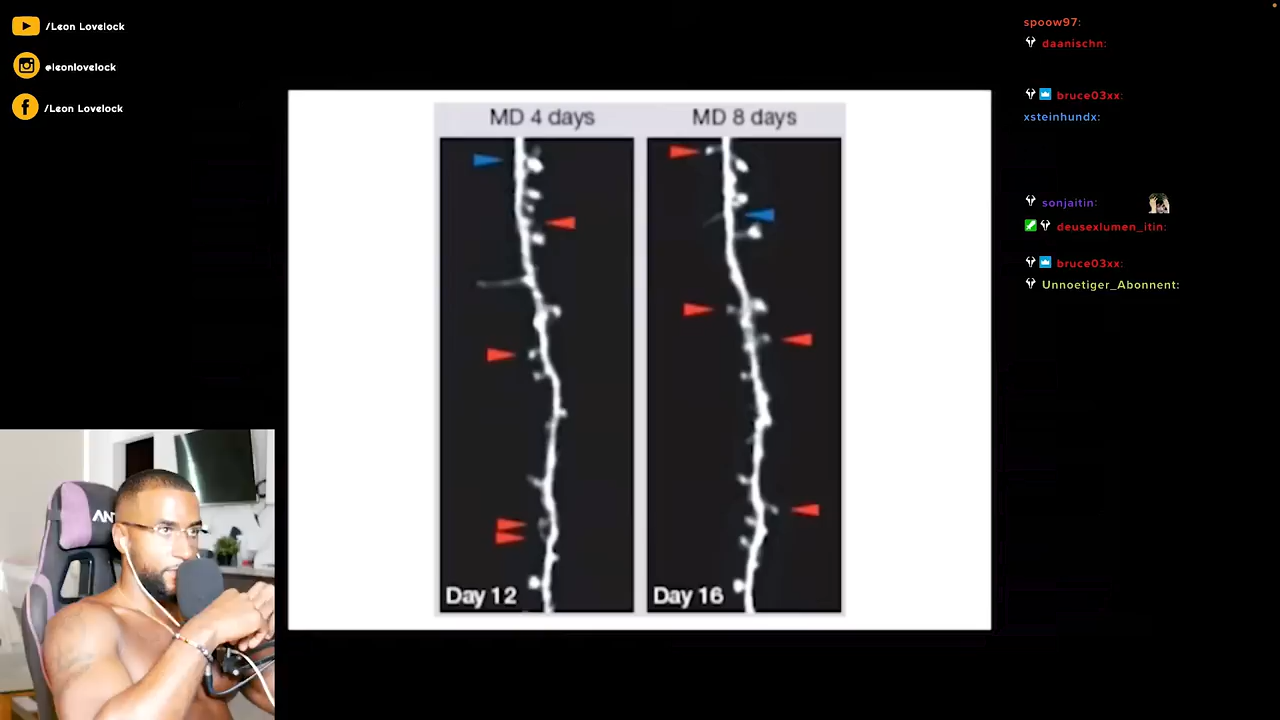 /Leon Lovelock
@leonlovelock
/Leon Lovelock
MD 4 days
MD 8 days
Day 12
Day 16
AN
spoow97:
daanischn:
bruce03xx:
xsteinhundx:
sonjaitin:
deusexlumen_itin:
bruce03xx:
Unnoetiger_Abonnent: